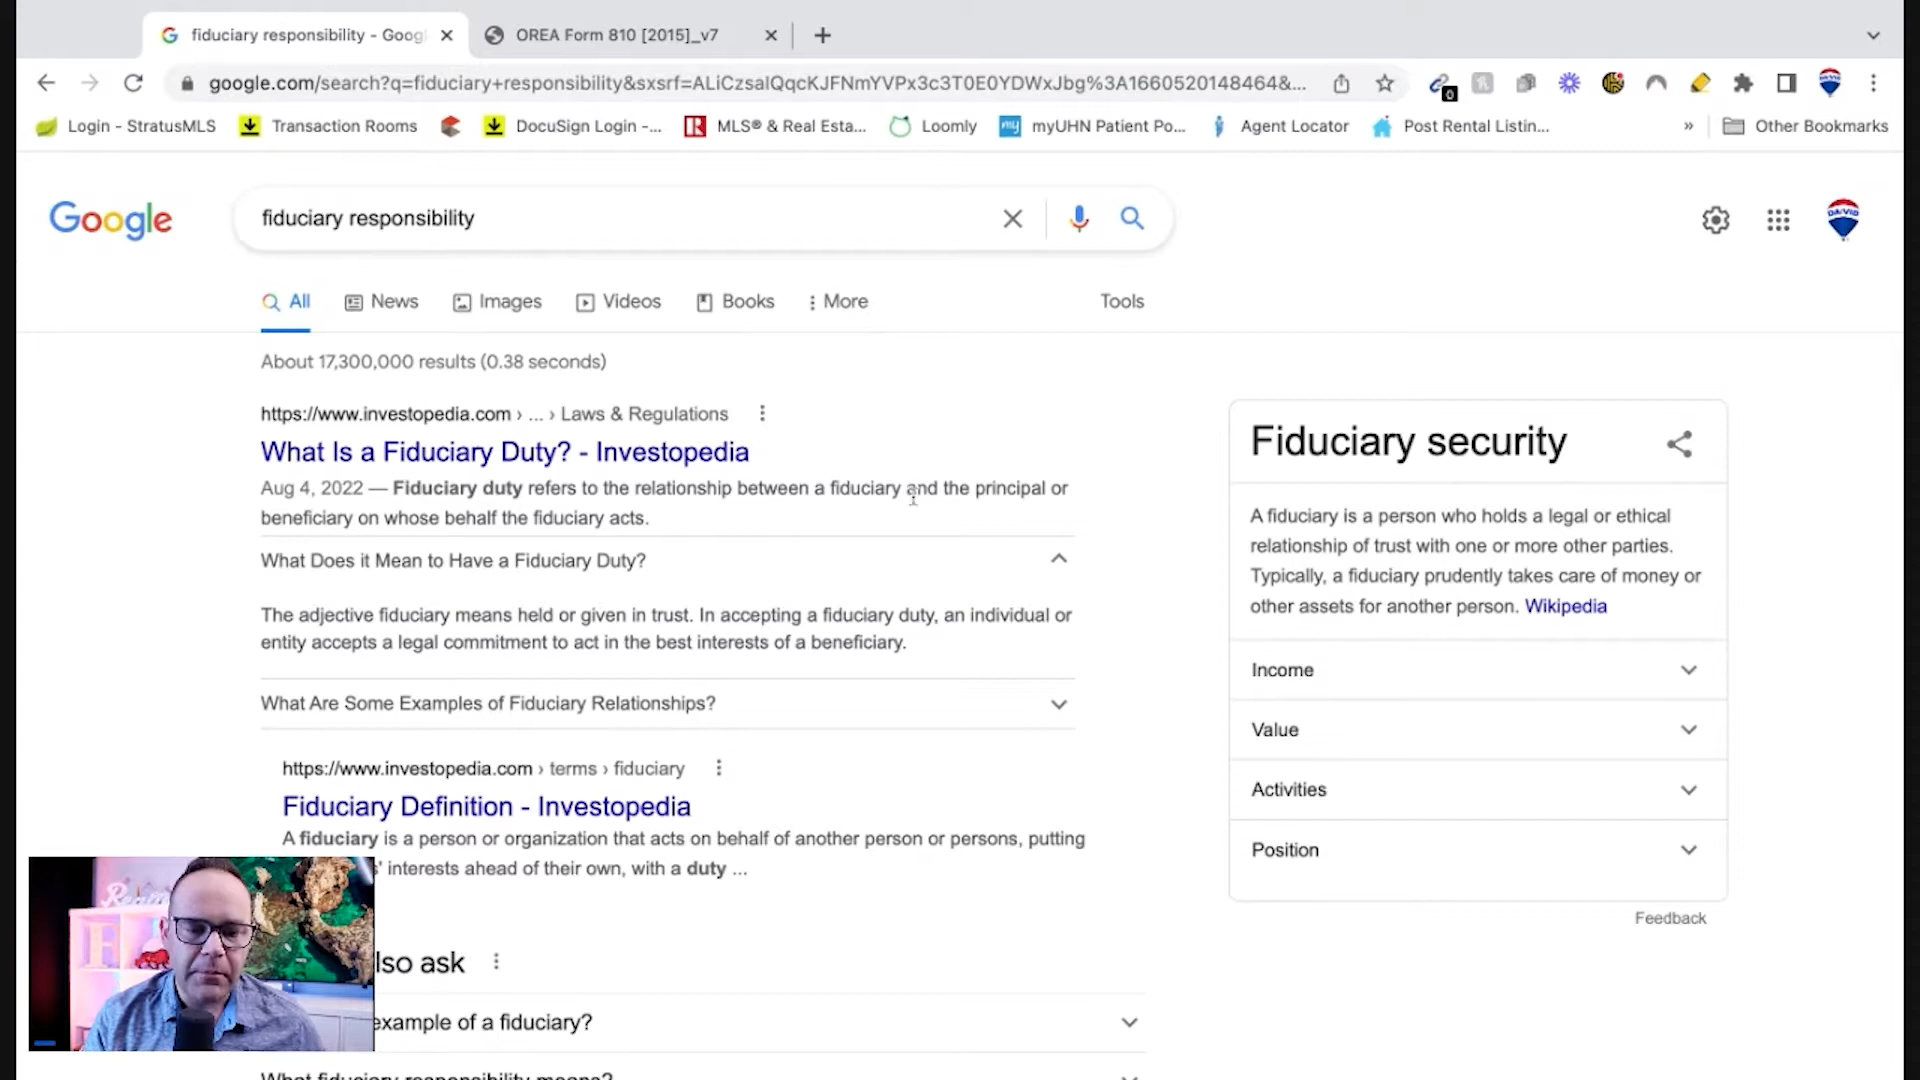 fiduciary responsibility - Goog
OREA Form 810 [2015]_v7
google.com/search?q=fiduciary+responsibility&sxsrf=ALiCzsaIQqcKJFNmYVPx3c3T0E0YDWxJbg%3A1660520148464&...
0
Login - StratusMLS
Transaction Rooms
DocuSign Login -...
MLS® & Real Esta...
Loomly
my
myUHN Patient Po...
Agent Locator
Post Rental Listin...
»
Other Bookmarks
Google
fiduciary responsibility
DAVID
All
News
Images
Videos
Books
More
Tools
About 17,300,000 results (0.38 seconds)
https://www.investopedia.com › ... › Laws & Regulations
What Is a Fiduciary Duty? - Investopedia
Aug 4, 2022 — Fiduciary duty refers to the relationship between a fiduciary and the principal or
beneficiary on whose behalf the fiduciary acts.
What Does it Mean to Have a Fiduciary Duty?
The adjective fiduciary means held or given in trust. In accepting a fiduciary duty, an individual or
entity accepts a legal commitment to act in the best interests of a beneficiary.
What Are Some Examples of Fiduciary Relationships?
https://www.investopedia.com › terms › fiduciary
Fiduciary Definition - Investopedia
A fiduciary is a person or organization that acts on behalf of another person or persons, putting
' interests ahead of their own, with a duty ...
lso ask
example of a fiduciary?
What fiduciary responsibility means?
Fiduciary security
A fiduciary is a person who holds a legal or ethical
relationship of trust with one or more other parties.
Typically, a fiduciary prudently takes care of money or
other assets for another person. Wikipedia
Income
Value
Activities
Position
Feedback